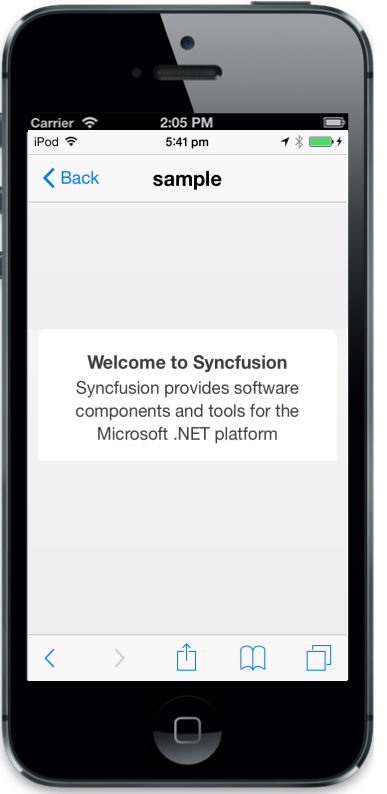 Carrier 2:05 PM
iPod 5:41 pm
Back sample
Welcome to Syncfusion
Syncfusion provides software
components and tools for the
Microsoft .NET platform